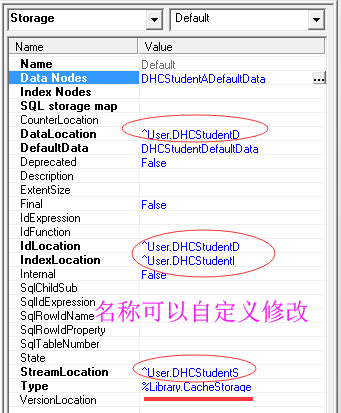 Storage Default
Name Value
Name Default
Data Nodes DHCStudentADefaultData ...
Index Nodes
SQL storage map
CounterLocation
DataLocation ^User.DHCStudentD
DefaultData DHCStudentDefaultData
Deprecated False
Description
ExtentSize
Final False
IdExpression
IdFunction
IdLocation ^User.DHCStudentD
IndexLocation ^User.DHCStudentI
Internal False
SqlChildSub
SqlIdExpression
SqlRowIdName
SqlRowIdProperty
SqlTableNumber
名称可以自定义修改
State
StreamLocation ^User.DHCStudentS
Type %Library.CacheStorage
VersionLocation